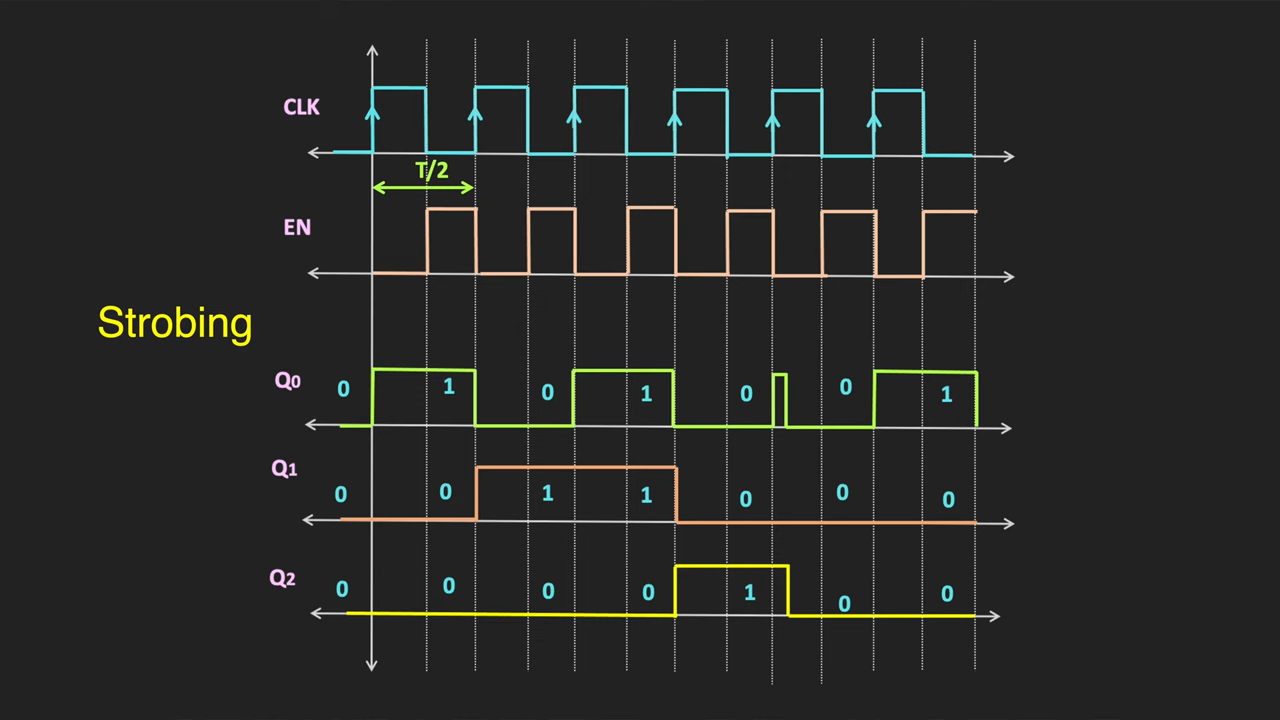 CLK
T/2
EN
Strobing
Q0 0 1 0 1 0 0 1
Q1 0 0 1 1 0 0 0
Q2 0 0 0 0 1 0 0